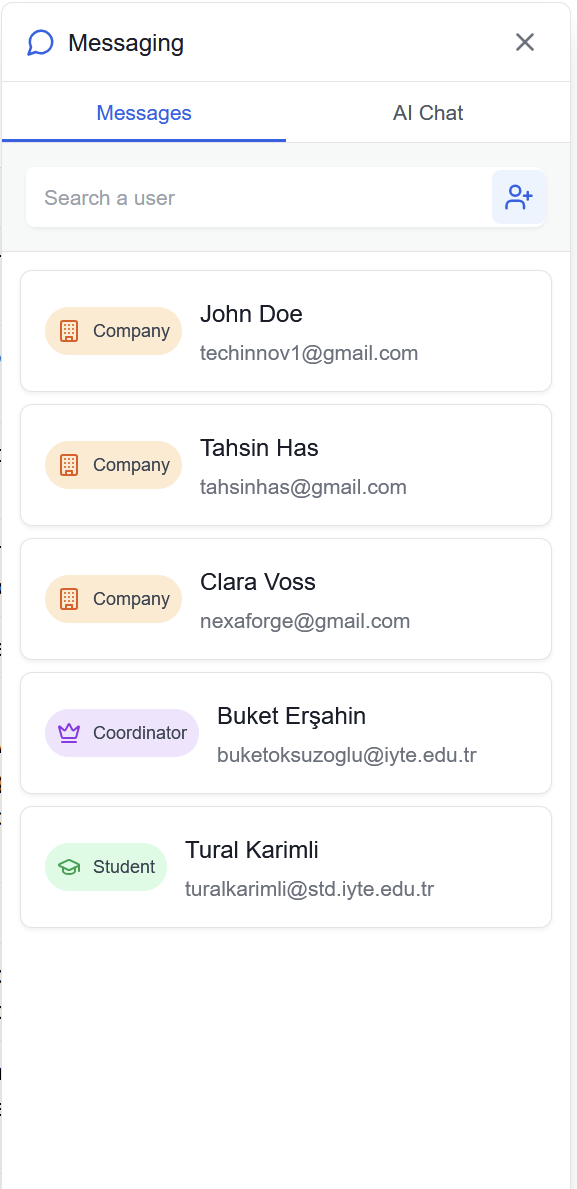 Messaging
Messages
AI Chat
Search a user
Company
John Doe
techinnov1@gmail.com
Company
Tahsin Has
tahsinhas@gmail.com
Company
Clara Voss
nexaforge@gmail.com
Coordinator
Buket Erşahin
buketoksuzoglu@iyte.edu.tr
Student
Tural Karimli
turalkarimli@std.iyte.edu.tr